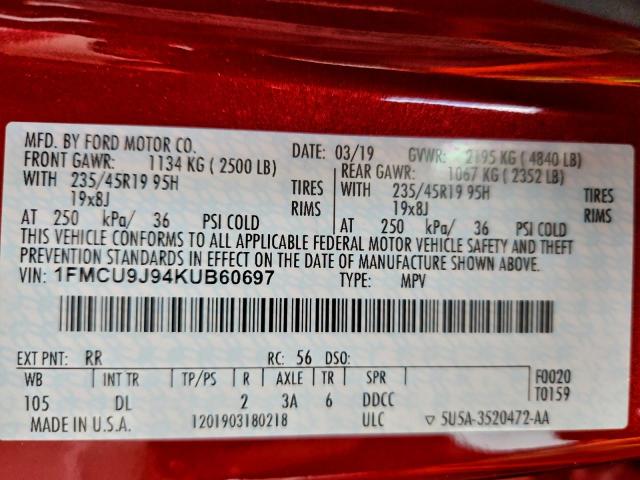 MFD. BY FORD MOTOR CO. DATE: 03/19 GVWR: 2195 KG ( 4840 LB)
FRONT GAWR: 1134 KG ( 2500 LB) REAR GAWR: 1067 KG ( 2352 LB)
WITH 235/45R19 95H TIRES WITH 235/45R19 95H TIRES
19x8J RIMS 19x8J RIMS
AT 250 kPa/ 36 PSI COLD AT 250 kPa/ 36 PSI COLD
THIS VEHICLE CONFORMS TO ALL APPLICABLE FEDERAL MOTOR VEHICLE SAFETY AND THEFT
PREVENTION STANDARDS IN EFFECT ON THE DATE OF MANUFACTURE SHOWN ABOVE.
VIN: 1FMCU9J94KUB60697 TYPE: MPV
EXT PNT: RR RC: 56 DSO: F0020
WB INT TR TP/PS R AXLE TR SPR T0159
105 DL 2 3A 6 DDCC
MADE IN U.S.A. 1201903180218 ULC ▽ 5U5A-3520472-AA